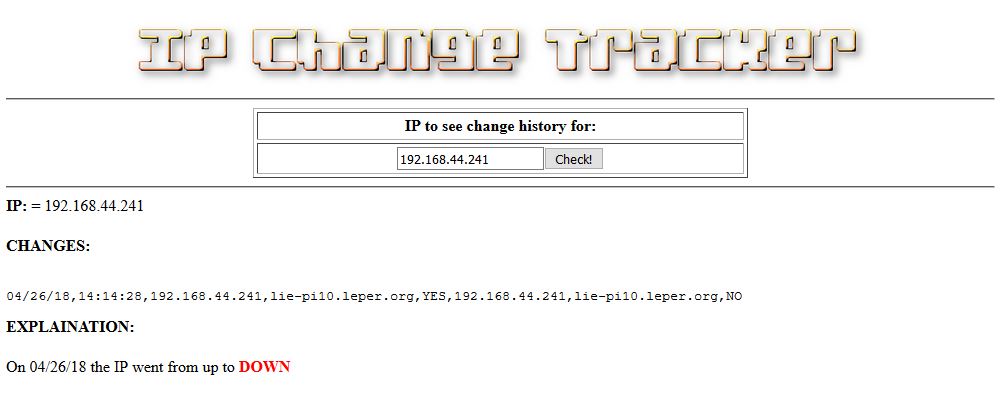 IP Change Tracker
IP to see change history for:
192.168.44.241 Check!
IP: = 192.168.44.241
CHANGES:
04/26/18,14:14:28,192.168.44.241,lie-pi10.leper.org,YES,192.168.44.241,lie-pi10.leper.org,NO
EXPLAINATION:
On 04/26/18 the IP went from up to DOWN